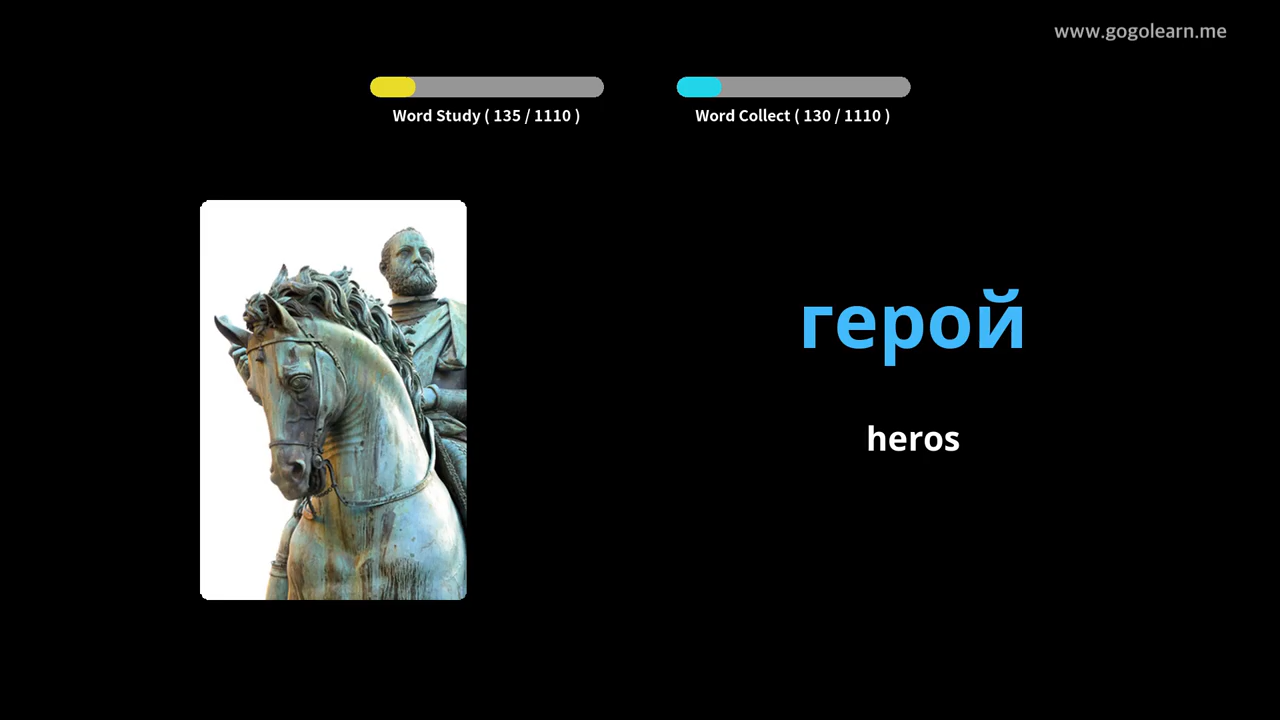 www.gogolearn.me
Word Study ( 135 / 1110 )
Word Collect ( 130 / 1110 )
герой
heros